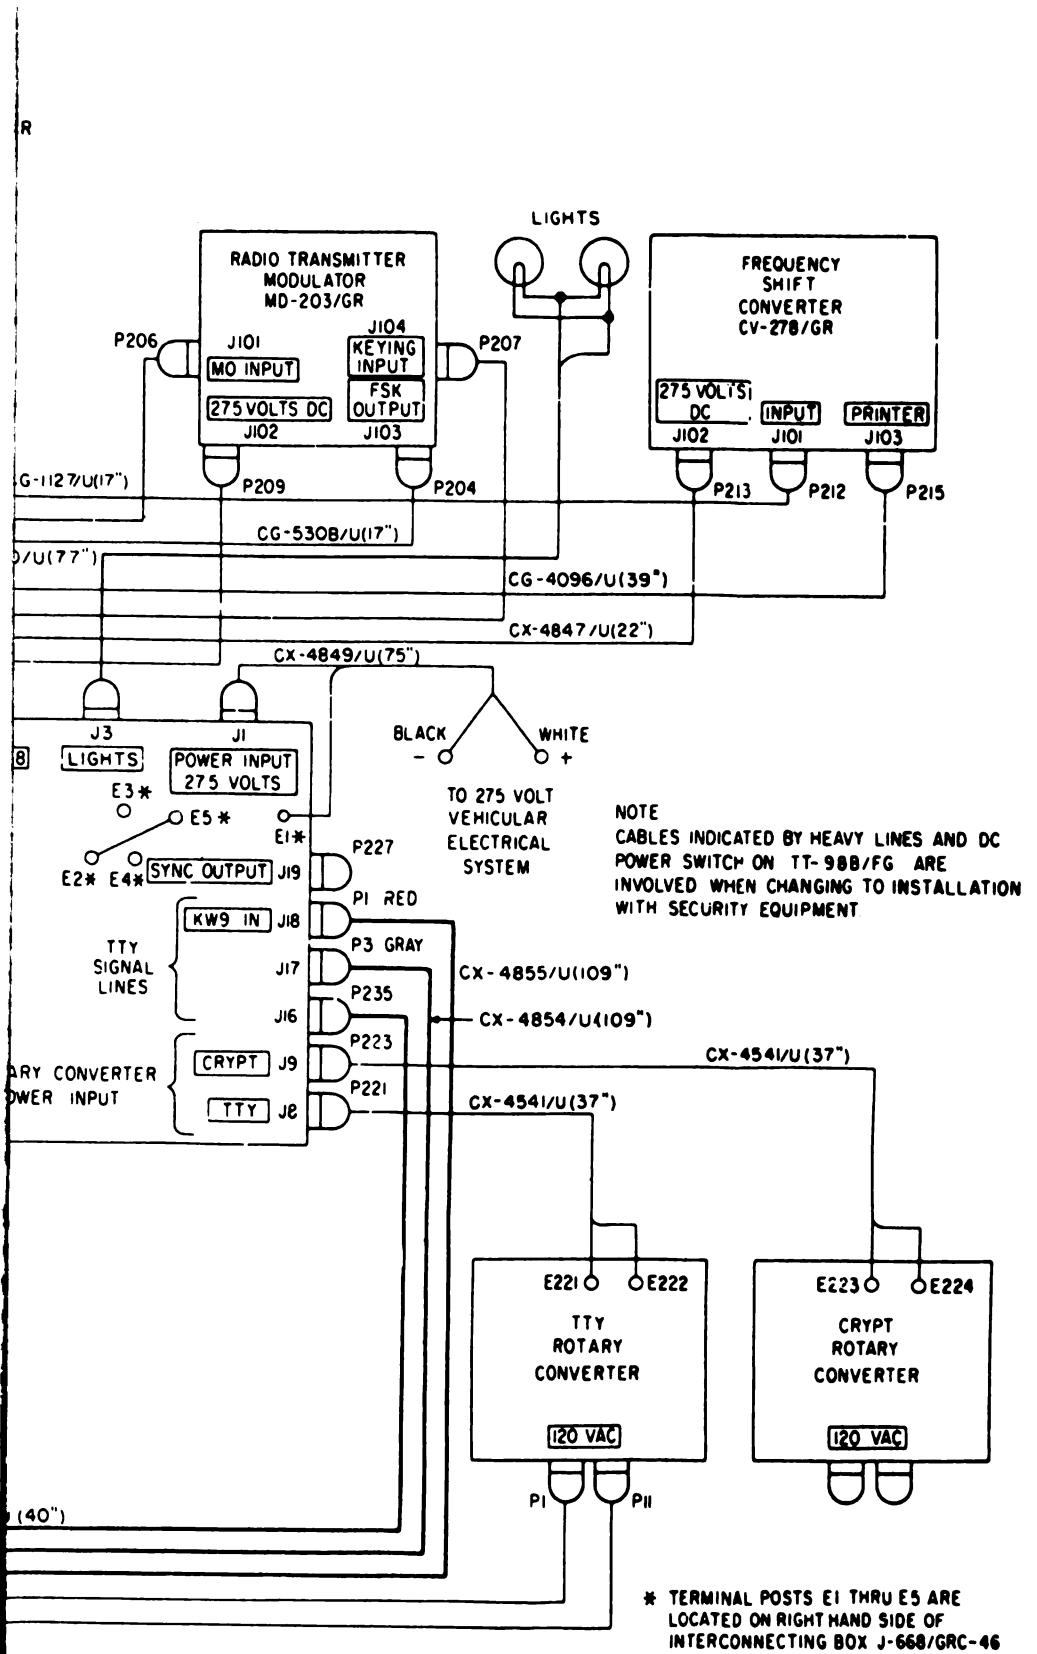 R
LIGHTS
RADIO TRANSMITTER
MODULATOR
MD-203/GR
FREQUENCY
SHIFT
CONVERTER
CV-278/GR
P206
J101
MO INPUT
J104
KEYING
INPUT
P207
FSK
OUTPUT
275 VOLTS DC
J102
J103
275 VOLTS
DC
INPUT
PRINTER
J102
J101
J103
G-1127/U(17")
P209
P204
P213
P212
P215
CG-530B/U(17")
/U(77")
CG-4096/U(39")
CX-4847/U(22")
CX-4849/U(75")
J3
J1
8
LIGHTS
POWER INPUT
275 VOLTS
BLACK
WHITE
- +
TO 275 VOLT
VEHICULAR
ELECTRICAL
SYSTEM
E3*
E5*
E1*
E2* E4*
SYNC OUTPUT J19
P227
NOTE
CABLES INDICATED BY HEAVY LINES AND DC
POWER SWITCH ON TT-98B/FG ARE
INVOLVED WHEN CHANGING TO INSTALLATION
WITH SECURITY EQUIPMENT
P1 RED
KW9 IN J18
TTY
SIGNAL
LINES
P3 GRAY
J17
CX-4855/U(109")
P235
J16
CX-4854/U(109")
P223
CRYPT J9
CX-4541/U(37")
ARY CONVERTER
OWER INPUT
P221
TTY J8
CX-4541/U(37")
E221 E222
TTY
ROTARY
CONVERTER
120 VAC
P1 P11
E223 E224
CRYPT
ROTARY
CONVERTER
120 VAC
(40")
* TERMINAL POSTS E1 THRU E5 ARE
LOCATED ON RIGHT HAND SIDE OF
INTERCONNECTING BOX J-668/GRC-46